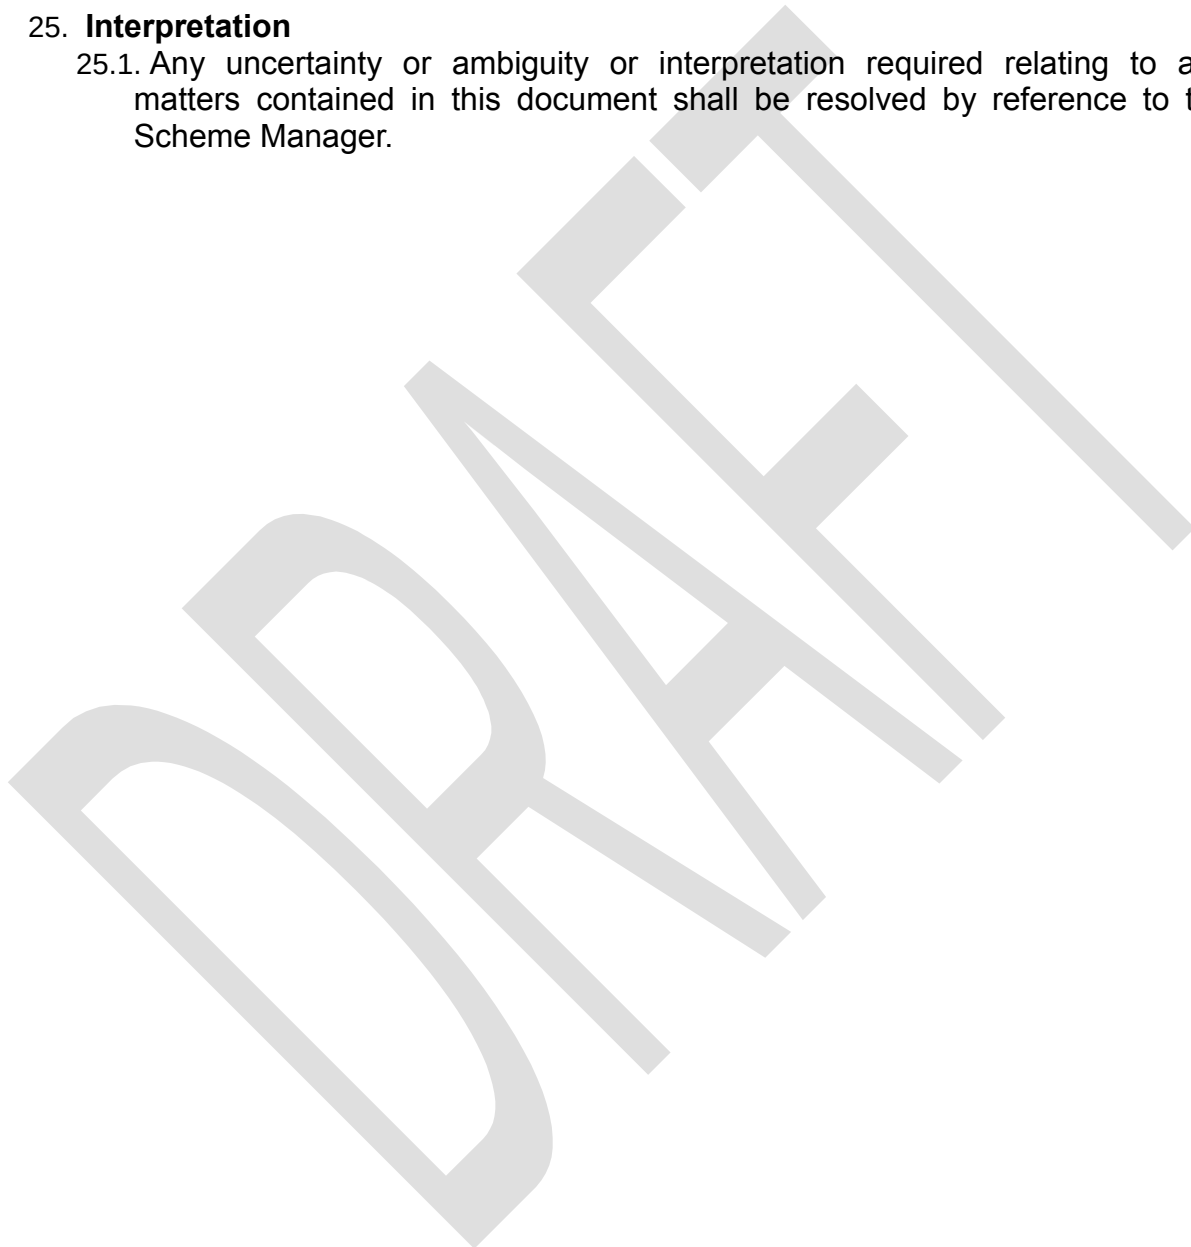 25. Interpretation
25.1. Any uncertainty or ambiguity or interpretation required relating to
matters contained in this document shall be resolved by reference to
Scheme Manager.
DRAFT